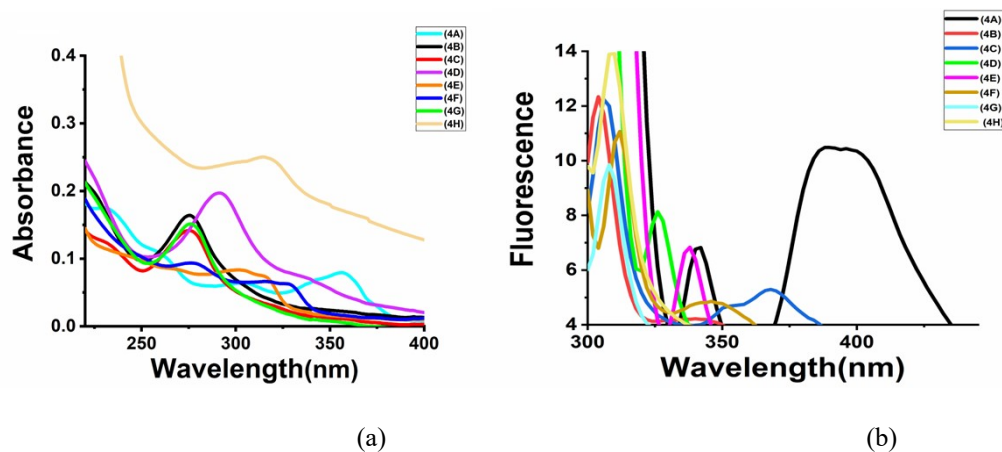 (4A)
(4B)
(4C)
(4D)
(4E)
(4F)
(4G)
(4H)
0.4
0.3
0.2
0.1
0.0
Absorbance
250 300 350 400
Wavelength(nm)
(a)
(4A)
(4B)
(4C)
(4D)
(4E)
(4F)
(4G)
(4H)
14
12
10
8
6
4
Fluorescence
300 350 400
Wavelength(nm)
(b)